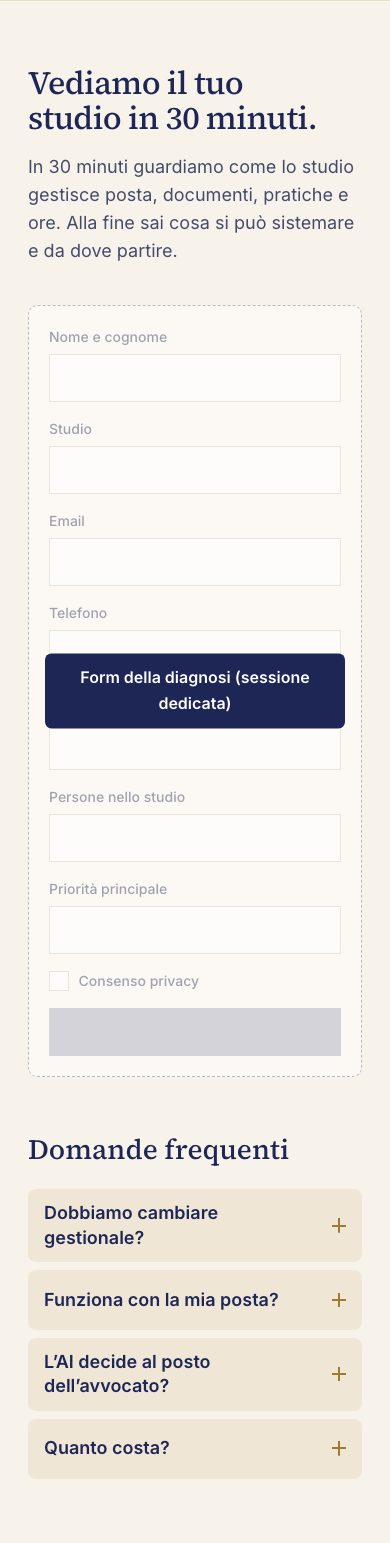 Vediamo il tuo
studio in 30 minuti.
In 30 minuti guardiamo come lo studio
gestisce posta, documenti, pratiche e
ore. Alla fine sai cosa si può sistemare
e da dove partire.
Nome e cognome
Studio
Email
Telefono
Form della diagnosi (sessione
dedicata)
Persone nello studio
Priorità principale
Consenso privacy
Domande frequenti
Dobbiamo cambiare
gestionale?
Funziona con la mia posta?
L’AI decide al posto
dell’avvocato?
Quanto costa?